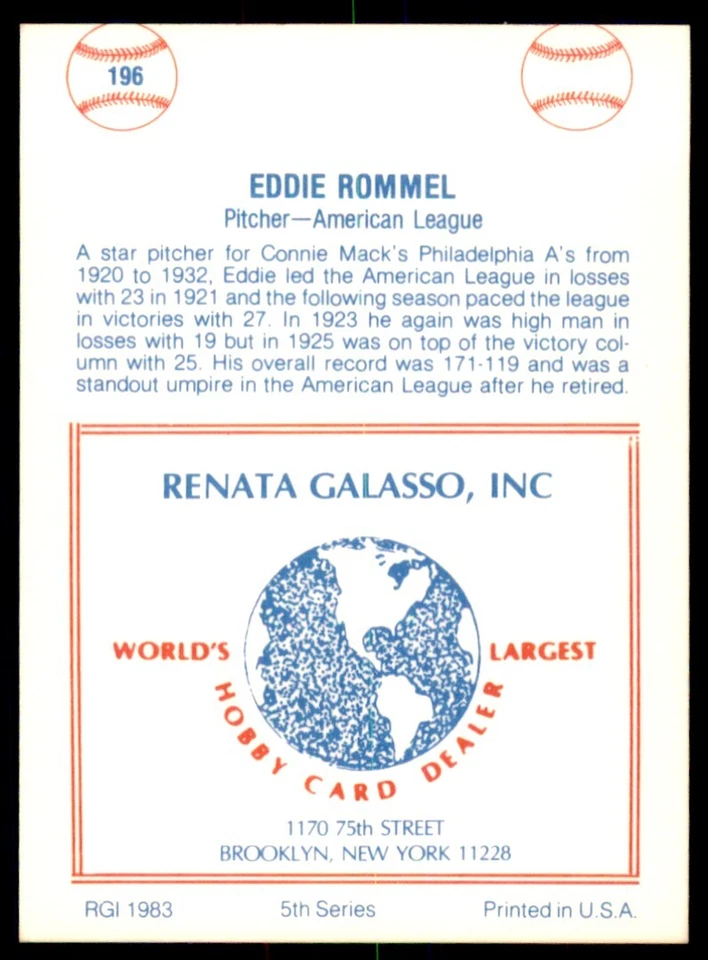 196
EDDIE ROMMEL
Pitcher—American League
A star pitcher for Connie Mack's Philadelphia A's from
1920 to 1932, Eddie led the American League in losses
with 23 in 1921 and the following season paced the league
in victories with 27. In 1923 he again was high man in
losses with 19 but in 1925 was on top of the victory col-
umn with 25. His overall record was 171-119 and was a
standout umpire in the American League after he retired.
RENATA GALASSO, INC
WORLD'S LARGEST
HOBBY CARD DEALER
1170 75th STREET
BROOKLYN, NEW YORK 11228
RGI 1983 5th Series Printed in U.S.A.